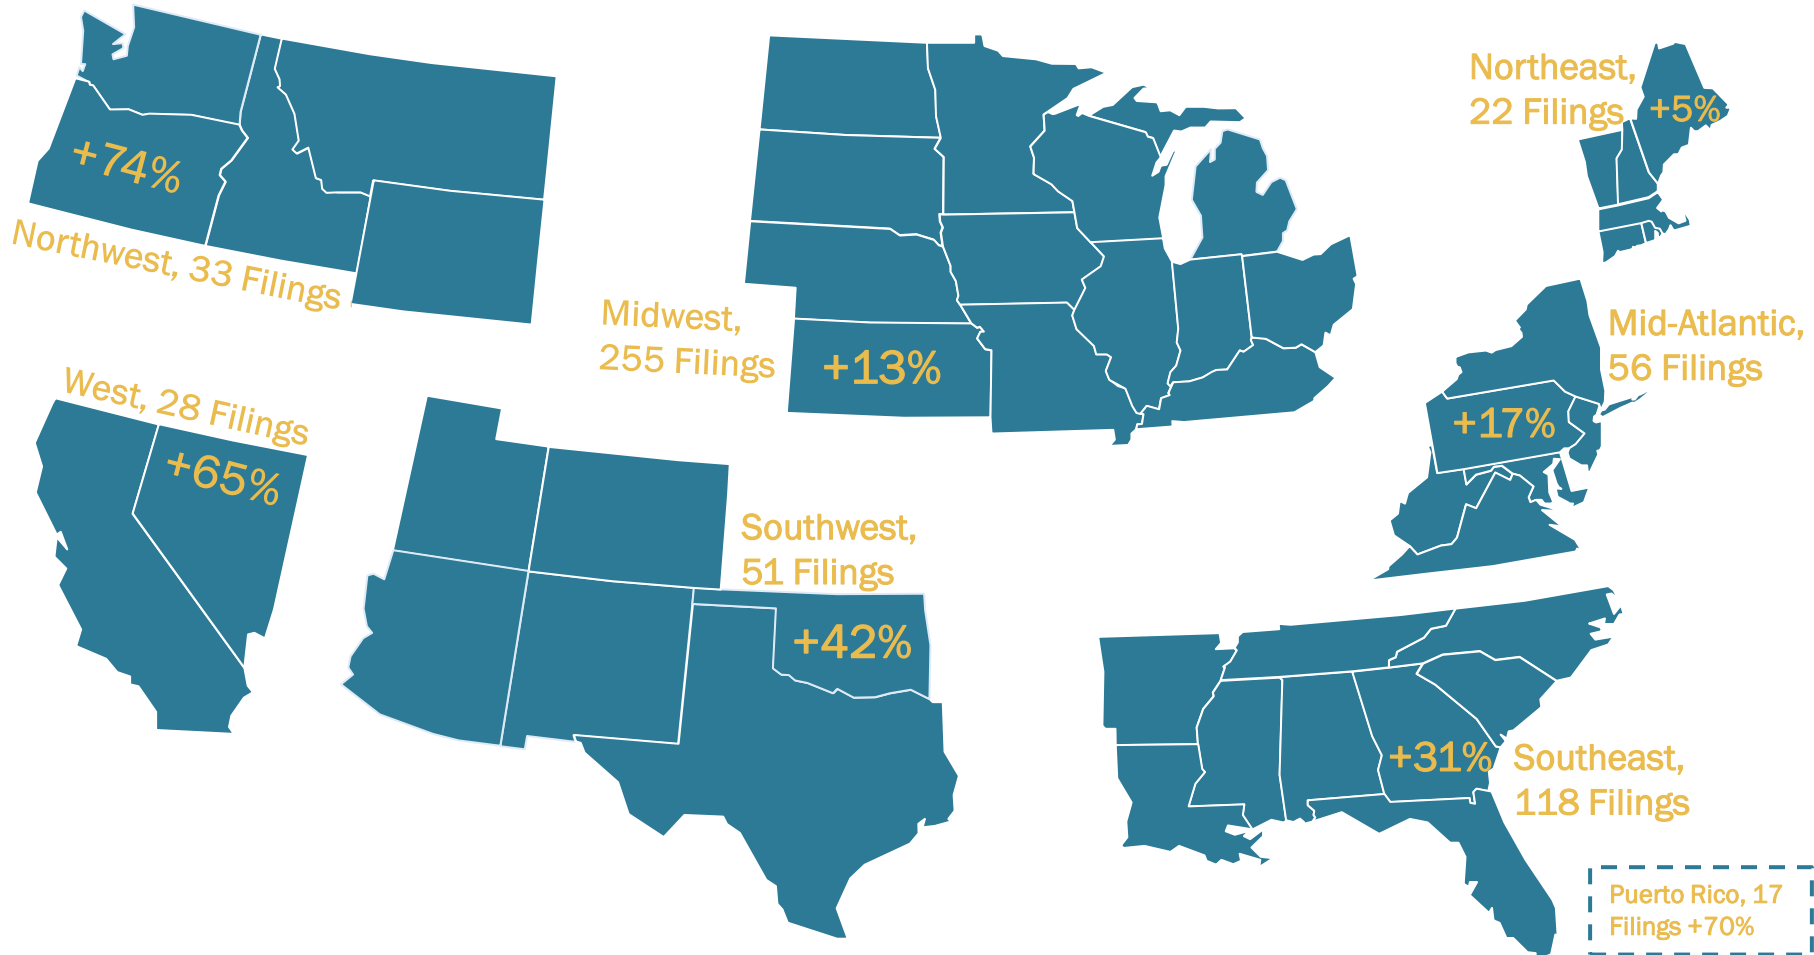 +74%
Northwest, 33 Filings
Midwest,
255 Filings
+13%
Northeast,
22 Filings
+5%
Mid-Atlantic,
56 Filings
+17%
West, 28 Filings
+65%
Southwest,
51 Filings
+42%
+31%
Southeast,
118 Filings
Puerto Rico, 17
Filings +70%